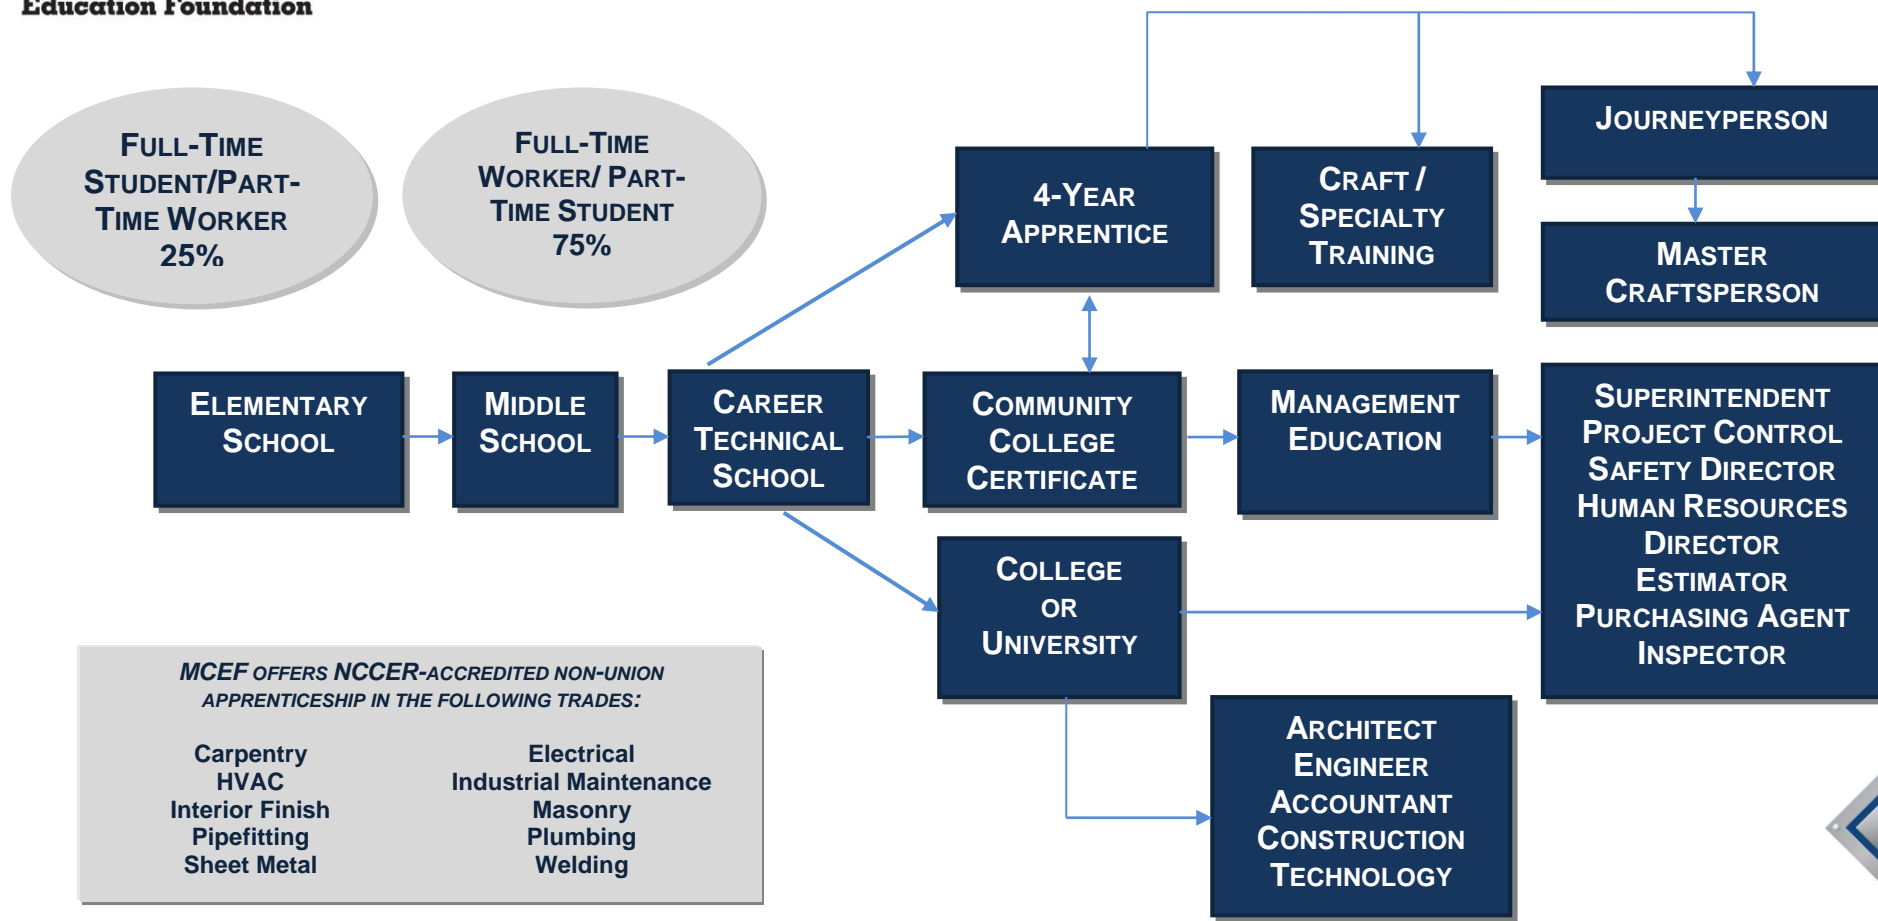 Education Foundation
FULL-TIME
STUDENT/PART-
TIME WORKER
25%
FULL-TIME
WORKER/ PART-
TIME STUDENT
75%
4-YEAR
APPRENTICE
CRAFT /
SPECIALTY
TRAINING
JOURNEYPERSON
MASTER
CRAFTSPERSON
ELEMENTARY
SCHOOL
MIDDLE
SCHOOL
CAREER
TECHNICAL
SCHOOL
COMMUNITY
COLLEGE
CERTIFICATE
MANAGEMENT
EDUCATION
SUPERINTENDENT
PROJECT CONTROL
SAFETY DIRECTOR
HUMAN RESOURCES
DIRECTOR
ESTIMATOR
PURCHASING AGENT
INSPECTOR
COLLEGE
OR
UNIVERSITY
ARCHITECT
ENGINEER
ACCOUNTANT
CONSTRUCTION
TECHNOLOGY
MCEF OFFERS NCCER-ACCREDITED NON-UNION
APPRENTICESHIP IN THE FOLLOWING TRADES:
Carpentry
HVAC
Interior Finish
Pipefitting
Sheet Metal
Electrical
Industrial Maintenance
Masonry
Plumbing
Welding